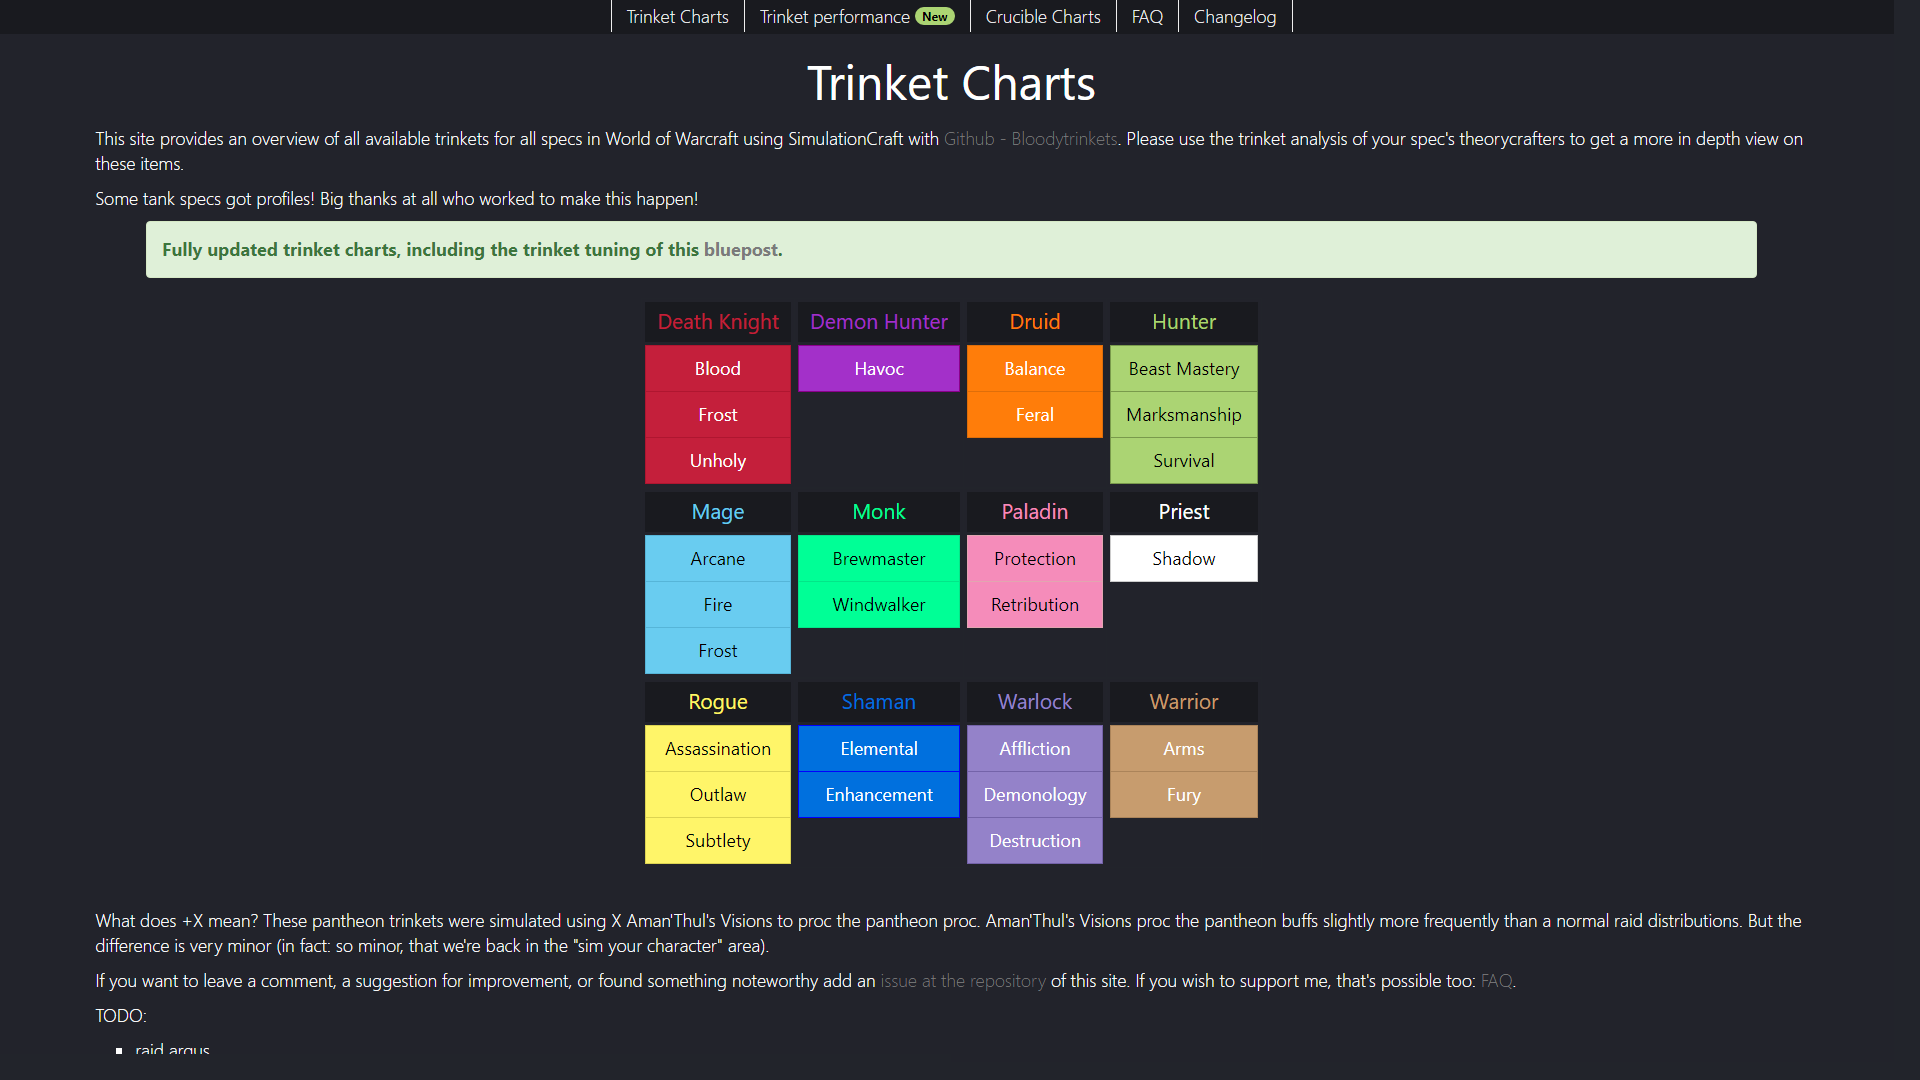 Trinket Charts
Trinket performance New
Crucible Charts
FAQ
Changelog
Trinket Charts
This site provides an overview of all available trinkets for all specs in World of Warcraft using SimulationCraft with Github - Bloodytrinkets. Please use the trinket analysis of your spec's theorycrafters to get a more in depth view on
these items.
Some tank specs got profiles! Big thanks at all who worked to make this happen!
Fully updated trinket charts, including the trinket tuning of this bluepost.
Death Knight
Demon Hunter
Druid
Hunter
Blood
Havoc
Balance
Beast Mastery
Frost
Feral
Marksmanship
Unholy
Survival
Mage
Monk
Paladin
Priest
Arcane
Brewmaster
Protection
Shadow
Fire
Windwalker
Retribution
Frost
Rogue
Shaman
Warlock
Warrior
Assassination
Elemental
Affliction
Arms
Outlaw
Enhancement
Demonology
Fury
Subtlety
Destruction
What does +X mean? These pantheon trinkets were simulated using X Aman'Thul's Visions to proc the pantheon proc. Aman'Thul's Visions proc the pantheon buffs slightly more frequently than a normal raid distributions. But the
difference is very minor (in fact: so minor, that we're back in the "sim your character" area).
If you want to leave a comment, a suggestion for improvement, or found something noteworthy add an issue at the repository of this site. If you wish to support me, that's possible too: FAQ.
TODO:
raid argus